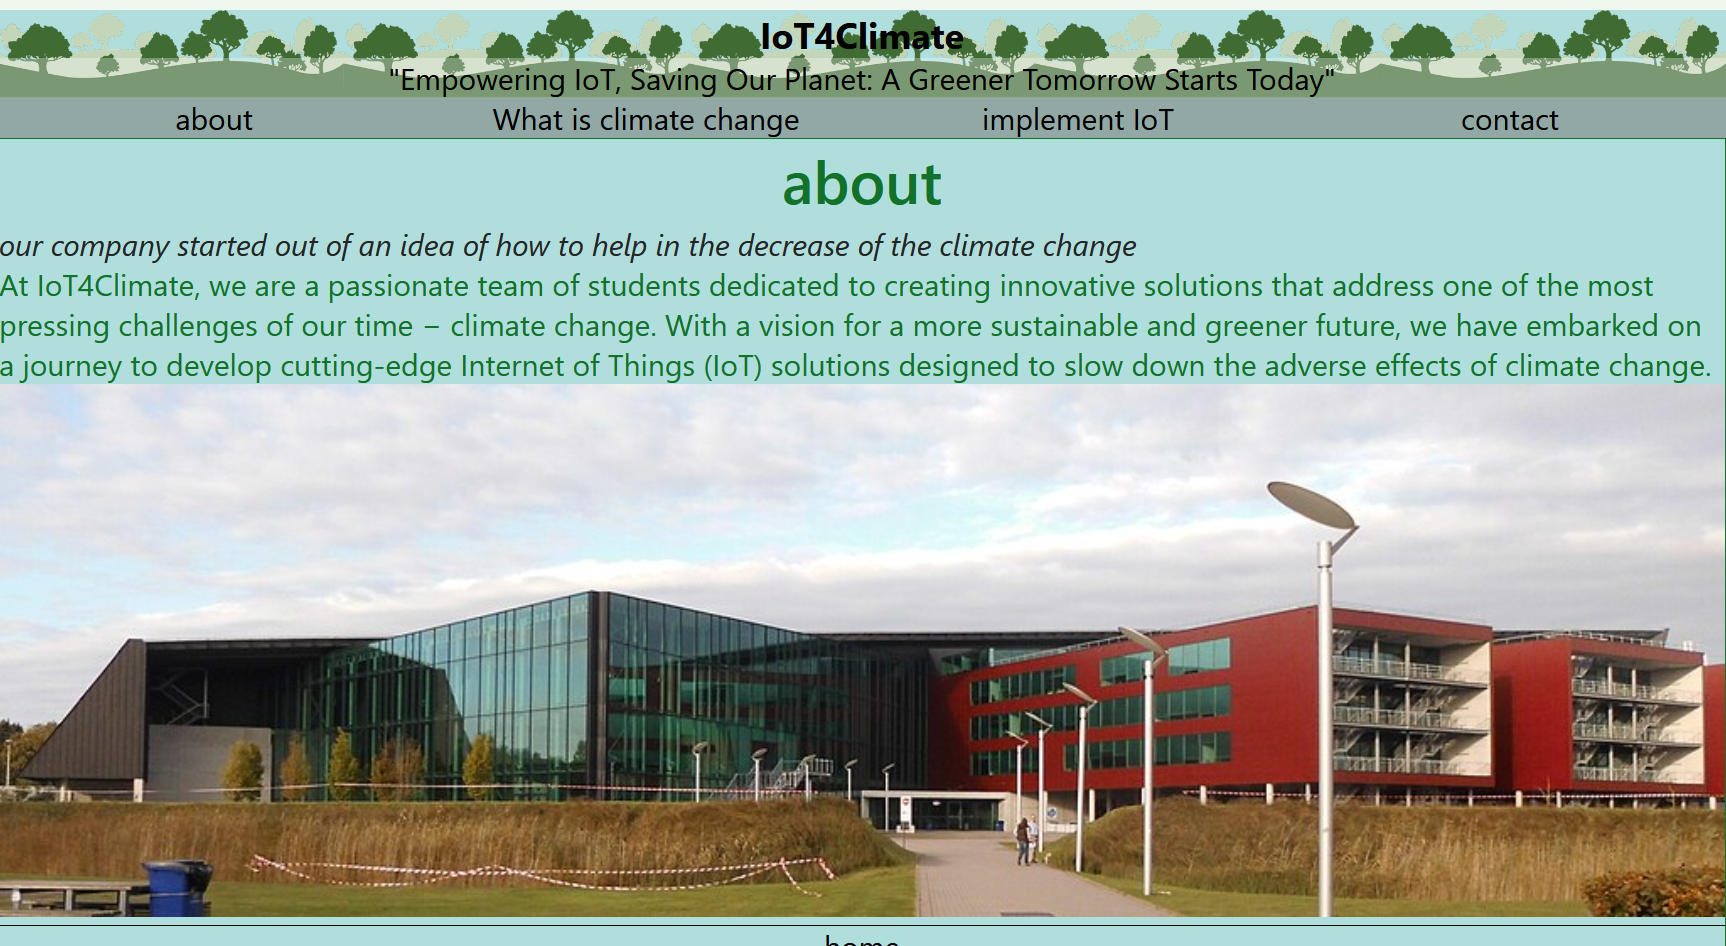 IoT4Climate
"Empowering IoT, Saving Our Planet: A Greener Tomorrow Starts Today"
about What is climate change implement IoT contact
about
our company started out of an idea of how to help in the decrease of the climate change
At IoT4Climate, we are a passionate team of students dedicated to creating innovative solutions that address one of the most
pressing challenges of our time – climate change. With a vision for a more sustainable and greener future, we have embarked on
a journey to develop cutting-edge Internet of Things (IoT) solutions designed to slow down the adverse effects of climate change.
home